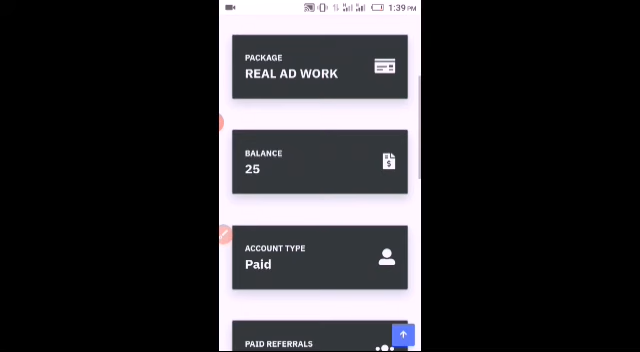 1:39 PM
PACKAGE
REAL AD WORK
BALANCE
25
ACCOUNT TYPE
Paid
PAID REFERRALS